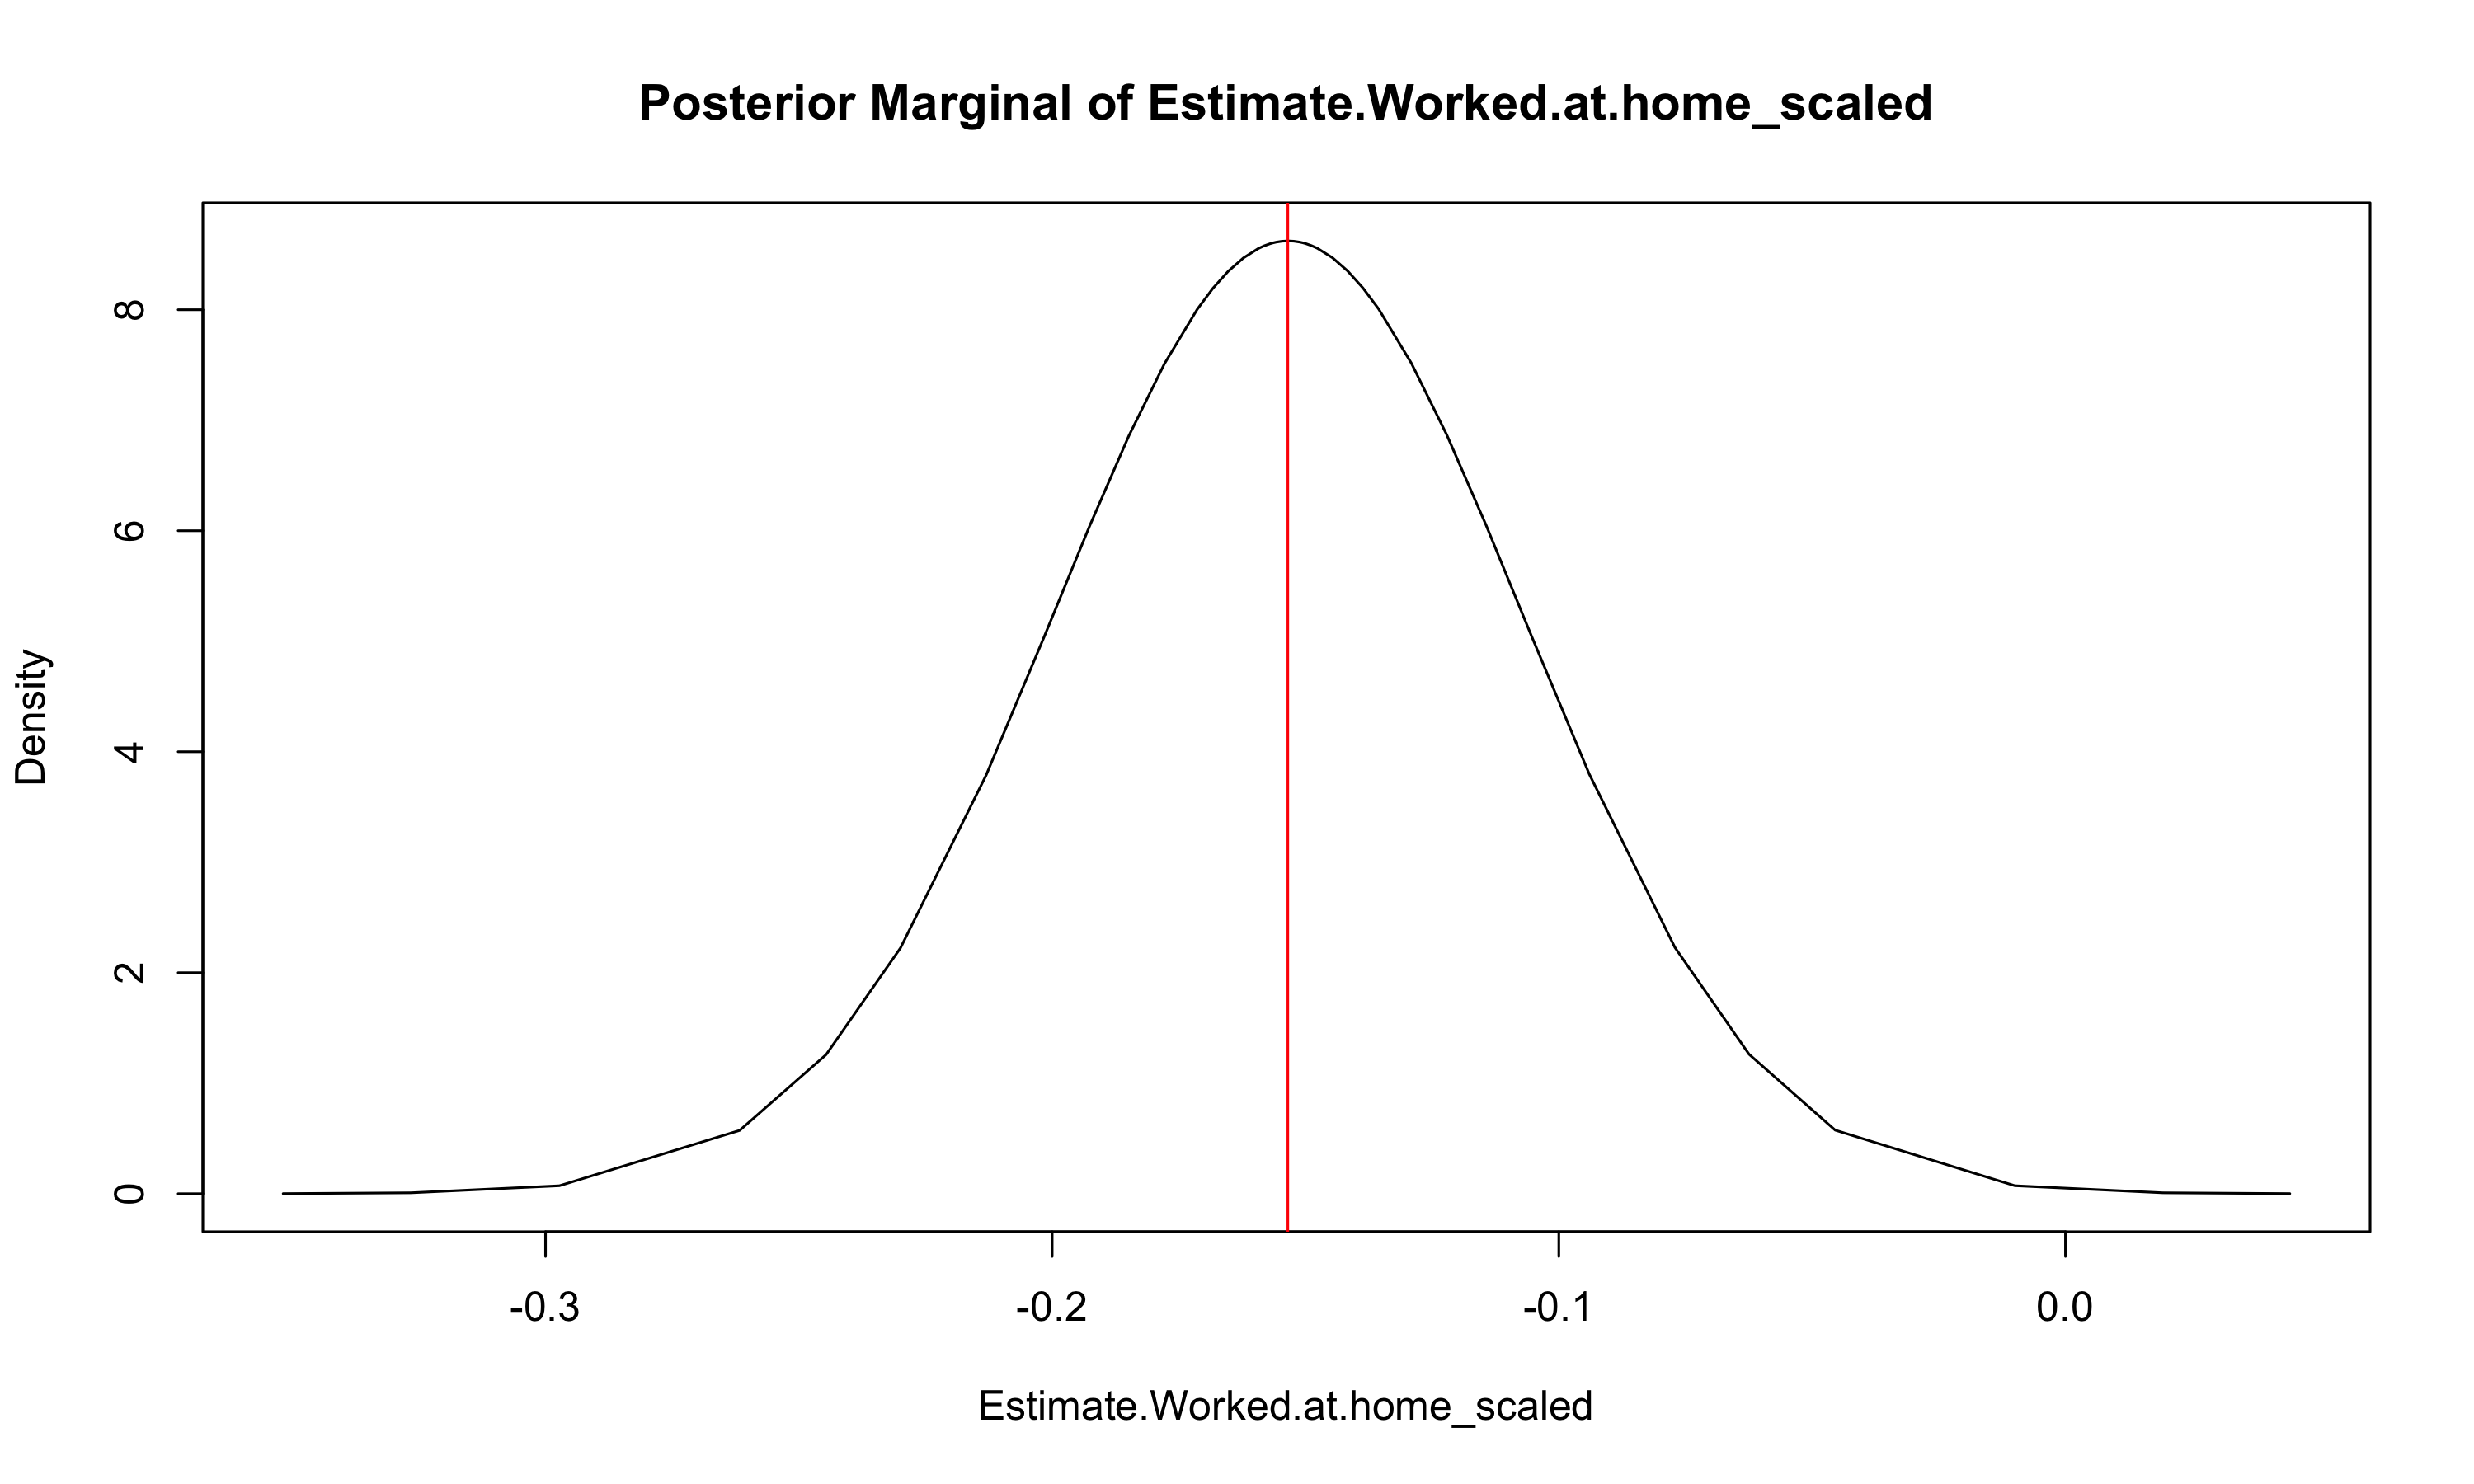 Posterior Marginal of Estimate.Worked.at.home_scaled
Density
8
6
4
2
0
-0.3 -0.2 -0.1 0.0
Estimate.Worked.at.home_scaled